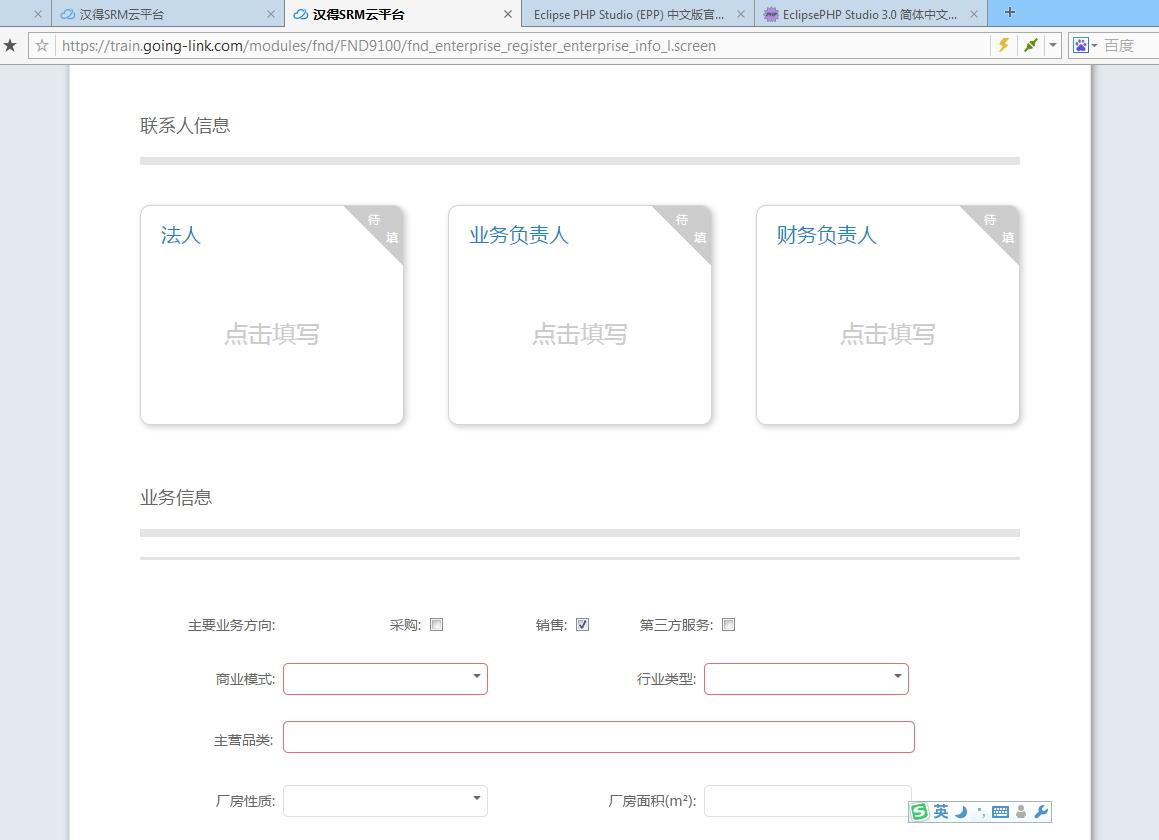 汉得SRM云平台 汉得SRM云平台 Eclipse PHP Studio (EPP) 中文版官... EclipsePHP Studio 3.0 简体中文...
https://train.going-link.com/modules/fnd/FND9100/fnd_enterprise_register_enterprise_info_l.screen 百度
联系人信息
法人 待填 业务负责人 待填 财务负责人 待填
点击填写 点击填写 点击填写
业务信息
主要业务方向: 采购: 销售: 第三方服务:
商业模式: 行业类型:
主营品类:
厂房性质: 厂房面积(m²):
英